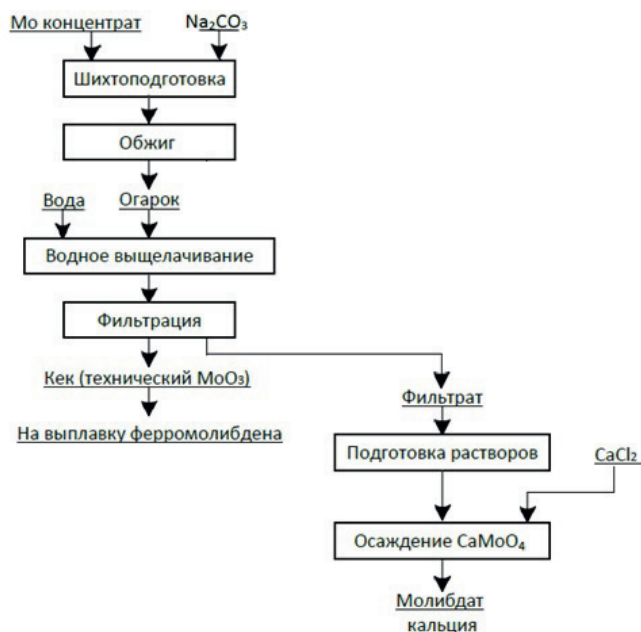 Мо концентрат
Na₂CO₃
Шихтоподготовка
Обжиг
Вода
Огарок
Водное выщелачивание
Фильтрация
Кек (технический MoO₃)
Фильтрат
На выплавку ферромолибдена
Подготовка растворов
CaCl₂
Осаждение CaMoO₄
Молибдат
кальция